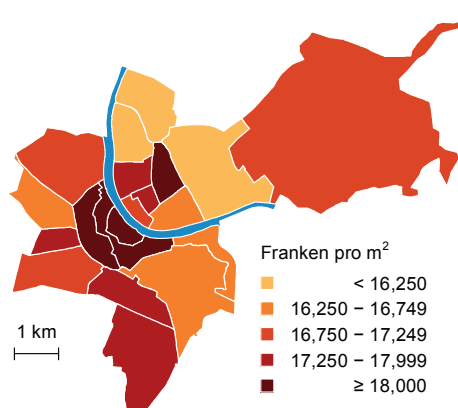 Franken pro m²
< 16,250
16,250 – 16,749
16,750 – 17,249
17,250 – 17,999
≥ 18,000
1 km